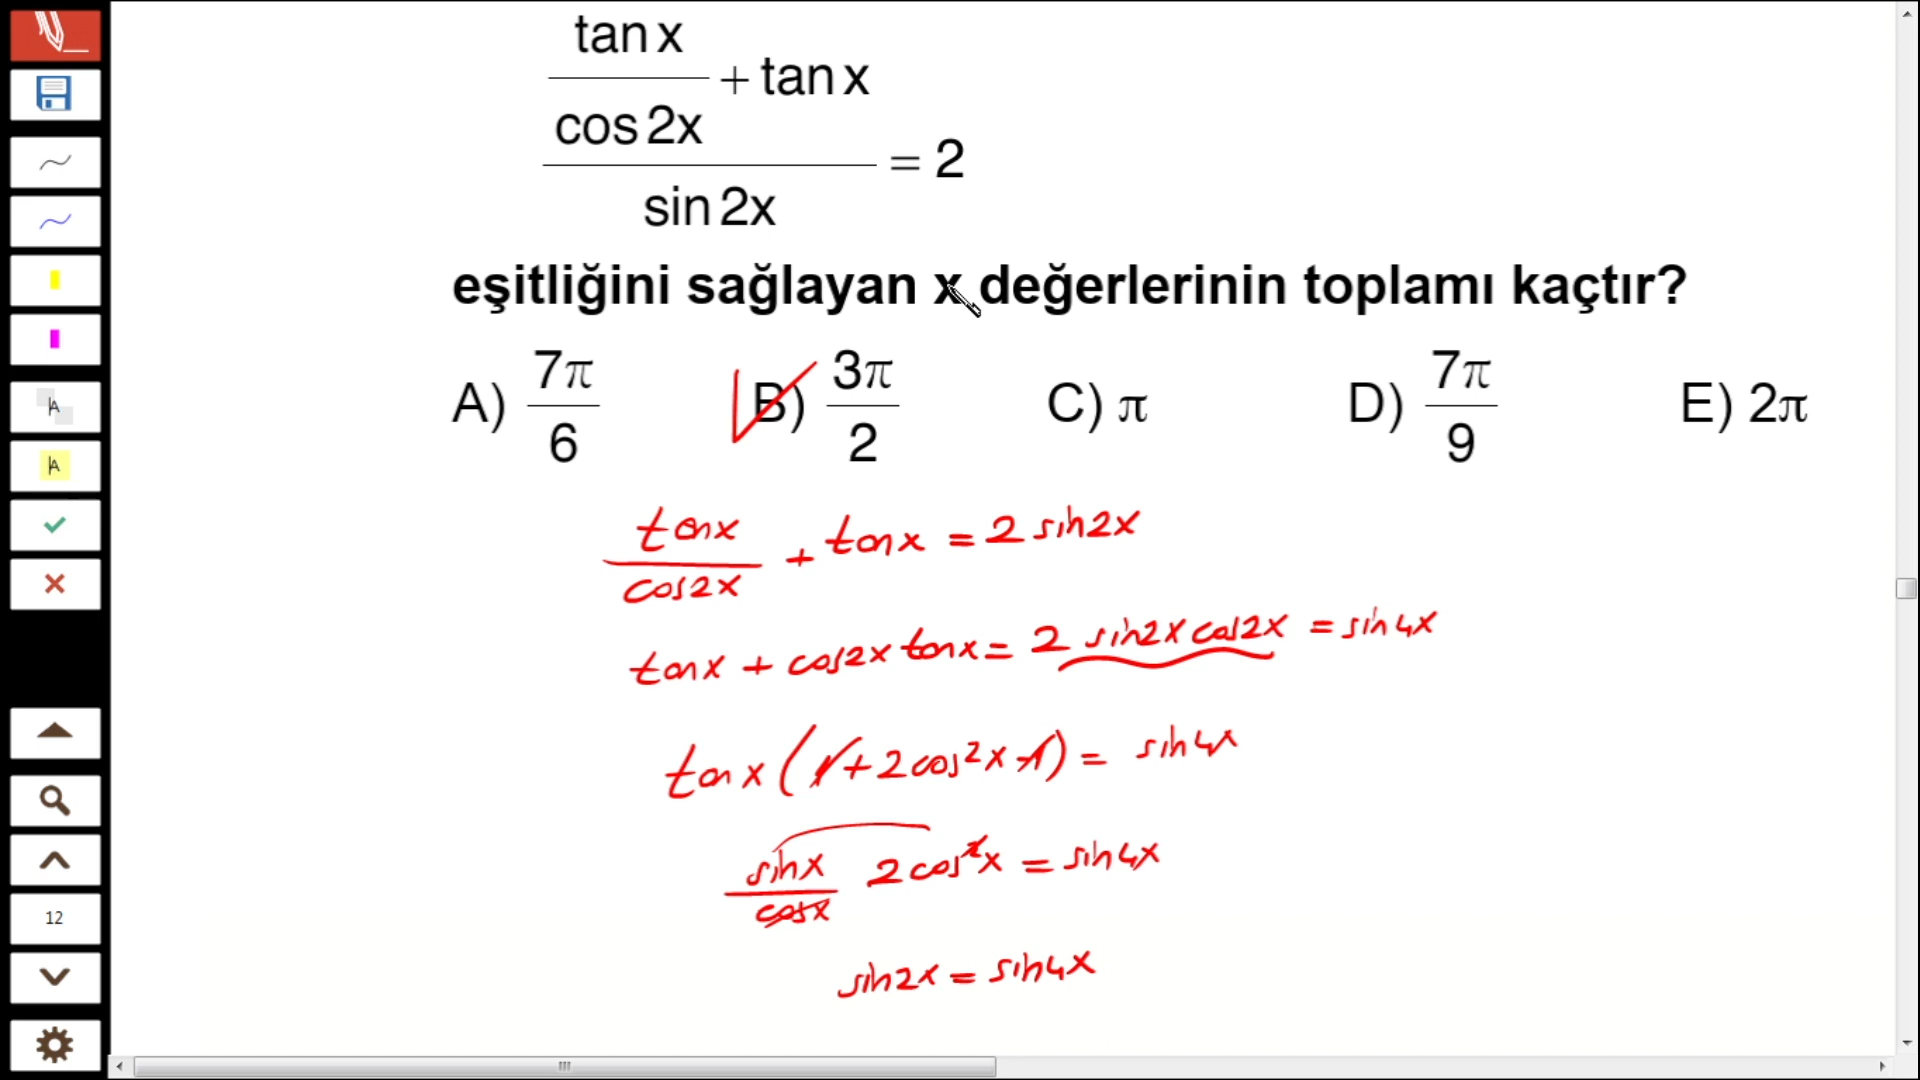 tan x
cos 2x
+ tan x
sin 2x
= 2
eşitliğini sağlayan x değerlerinin toplamı kaçtır?
A) 7π/6 B) 3π/2 C) π D) 7π/9 E) 2π
tanx/cos2x + tanx = 2 sin2x
tanx + cos2x tanx = 2 sin2x cos2x = sin4x
tanx (1 + 2cos²x - 1) = sin4x
sinx/cosx 2cos²x = sin4x
sin2x = sin4x
A
A
12